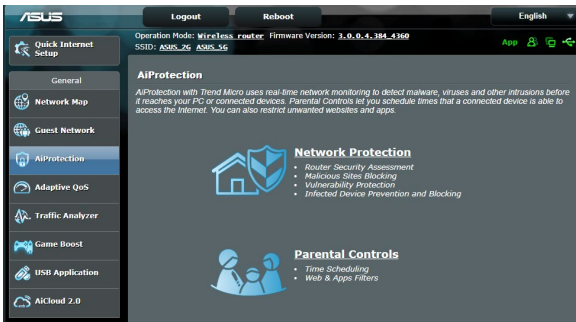 ASUS
Logout
Reboot
English
Quick Internet
Setup
Operation Mode: Wireless router Firmware Version: 3.0.0.4.384_4360
SSID: ASUS_2G ASUS_5G
App
General
Network Map
Guest Network
AiProtection
Adaptive QoS
Traffic Analyzer
Game Boost
USB Application
AiCloud 2.0
AiProtection
AiProtection with Trend Micro uses real-time network monitoring to detect malware, viruses and other intrusions before
it reaches your PC or connected devices. Parental Controls let you schedule times that a connected device is able to
access the Internet. You can also restrict unwanted websites and apps.
Network Protection
• Router Security Assessment
• Malicious Sites Blocking
• Vulnerability Protection
• Infected Device Prevention and Blocking
Parental Controls
• Time Scheduling
• Web & Apps Filters